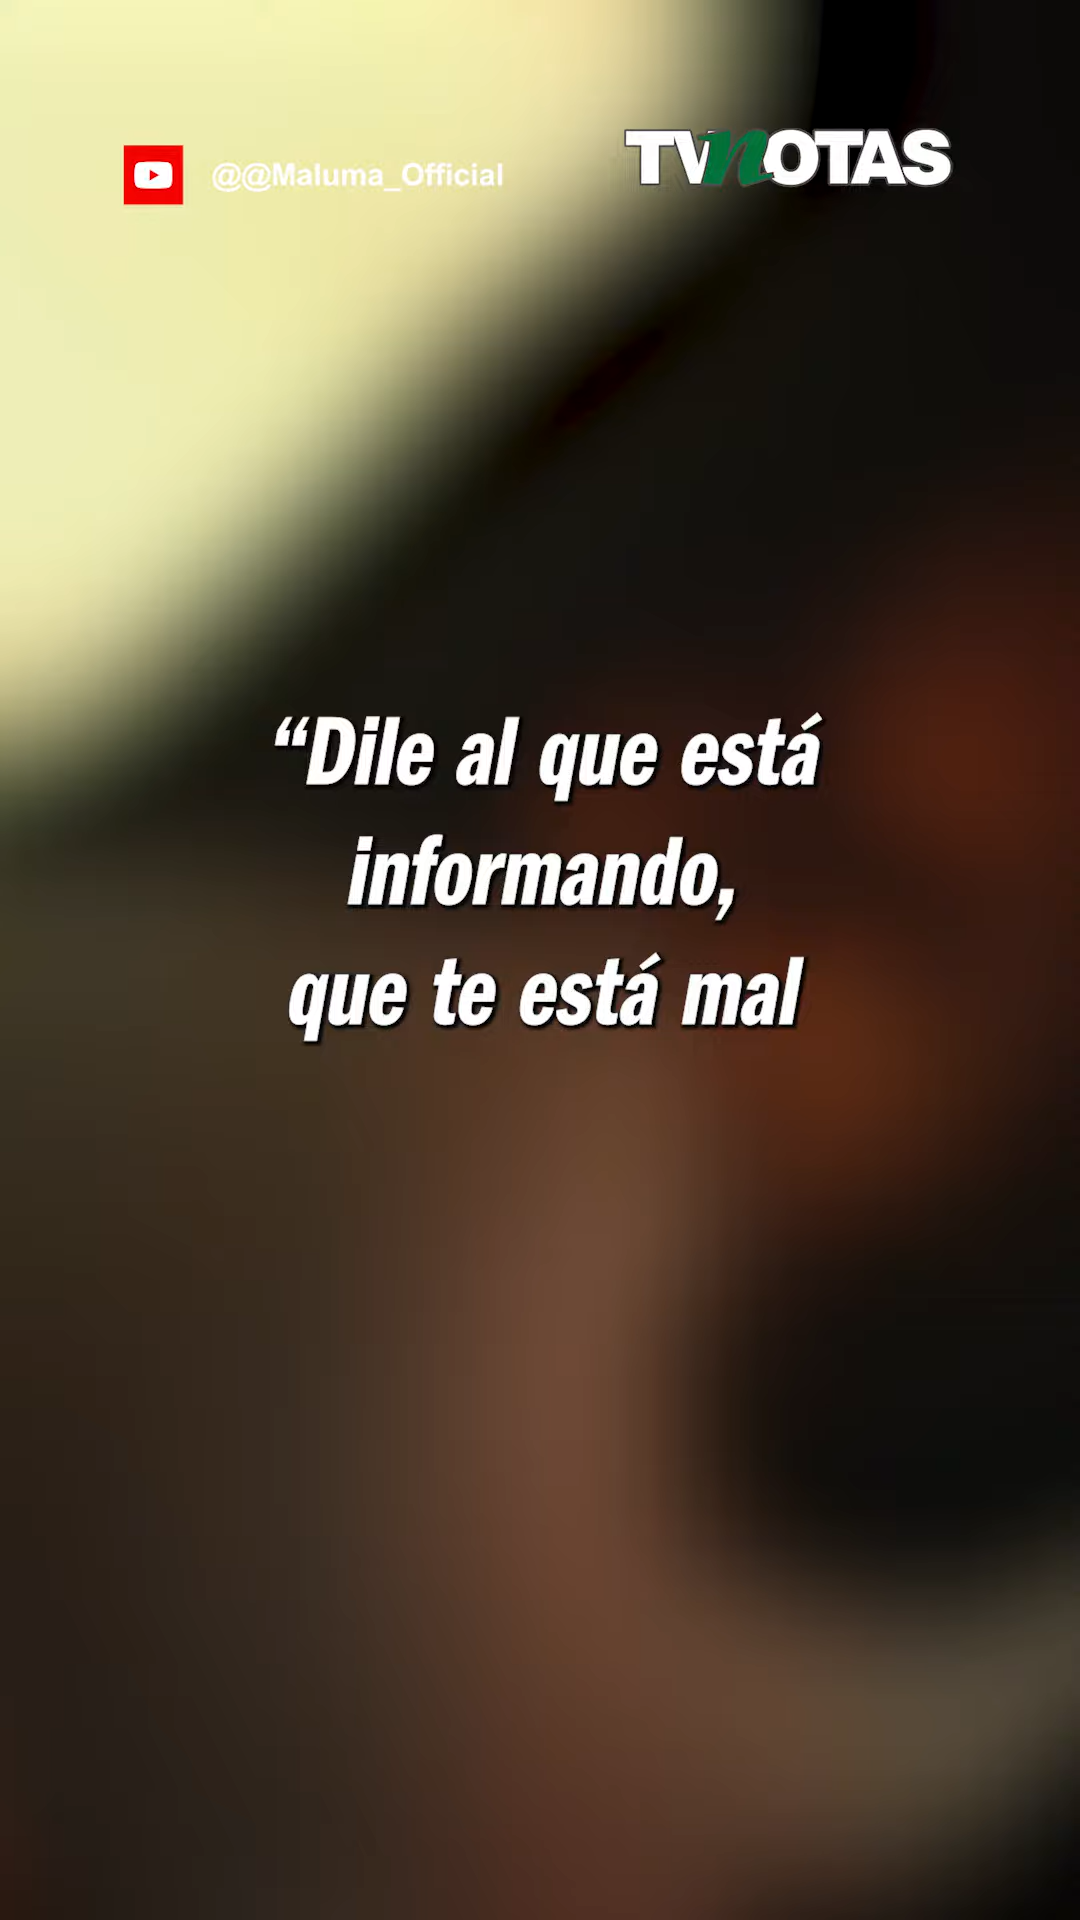 @@Maluma_Official
TVnOTAS
“Dile al que está
informando,
que te está mal